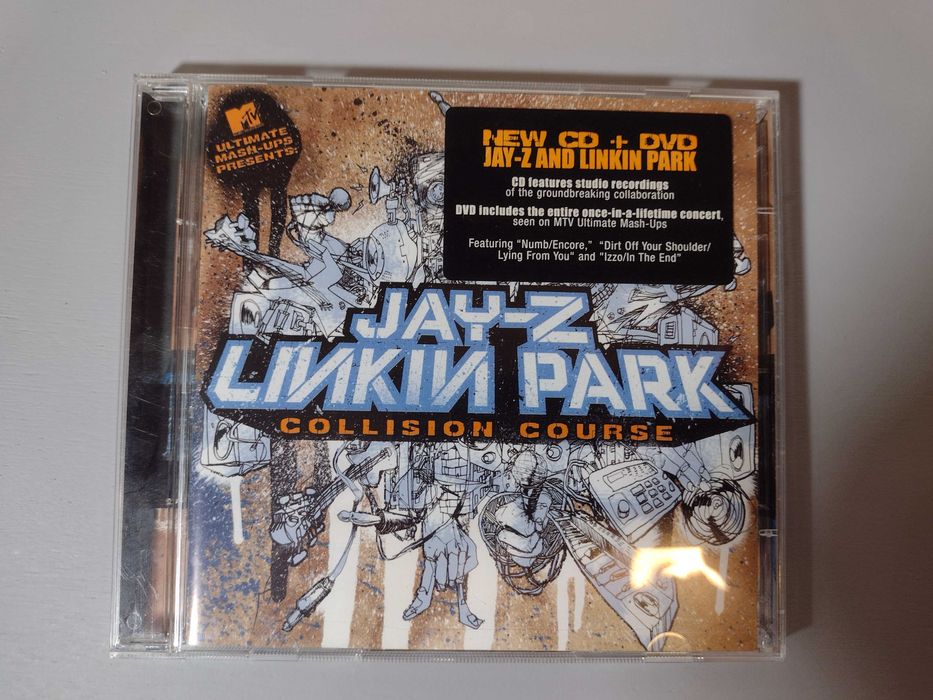 MTV
ULTIMATE
MASH-UPS
PRESENTS:
NEW CD + DVD
JAY-Z AND LINKIN PARK
CD features studio recordings
of the groundbreaking collaboration
DVD includes the entire once-in-a-lifetime concert,
seen on MTV Ultimate Mash-Ups
Featuring "Numb/Encore," "Dirt Off Your Shoulder/
Lying From You" and "Izzo/In The End"
JAY-Z
LINKIN PARK
COLLISION COURSE